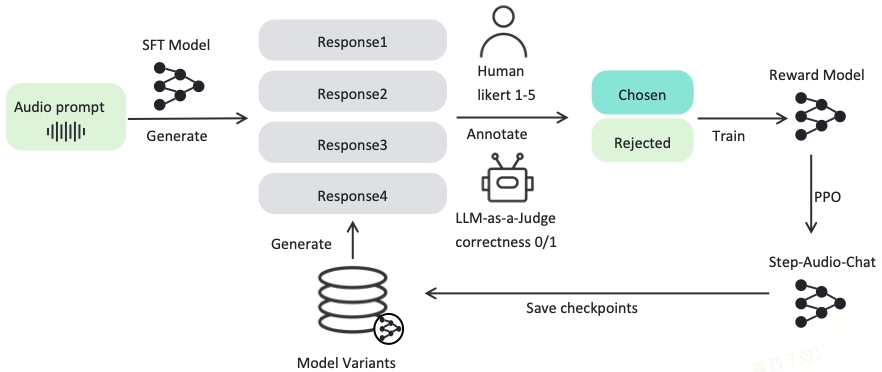 SFT Model
Audio prompt
Generate
Response1
Response2
Response3
Response4
Human
likert 1-5
Annotate
LLM-as-a-Judge
correctness 0/1
Chosen
Rejected
Train
Reward Model
PPO
Step-Audio-Chat
Save checkpoints
Generate
Model Variants
7391